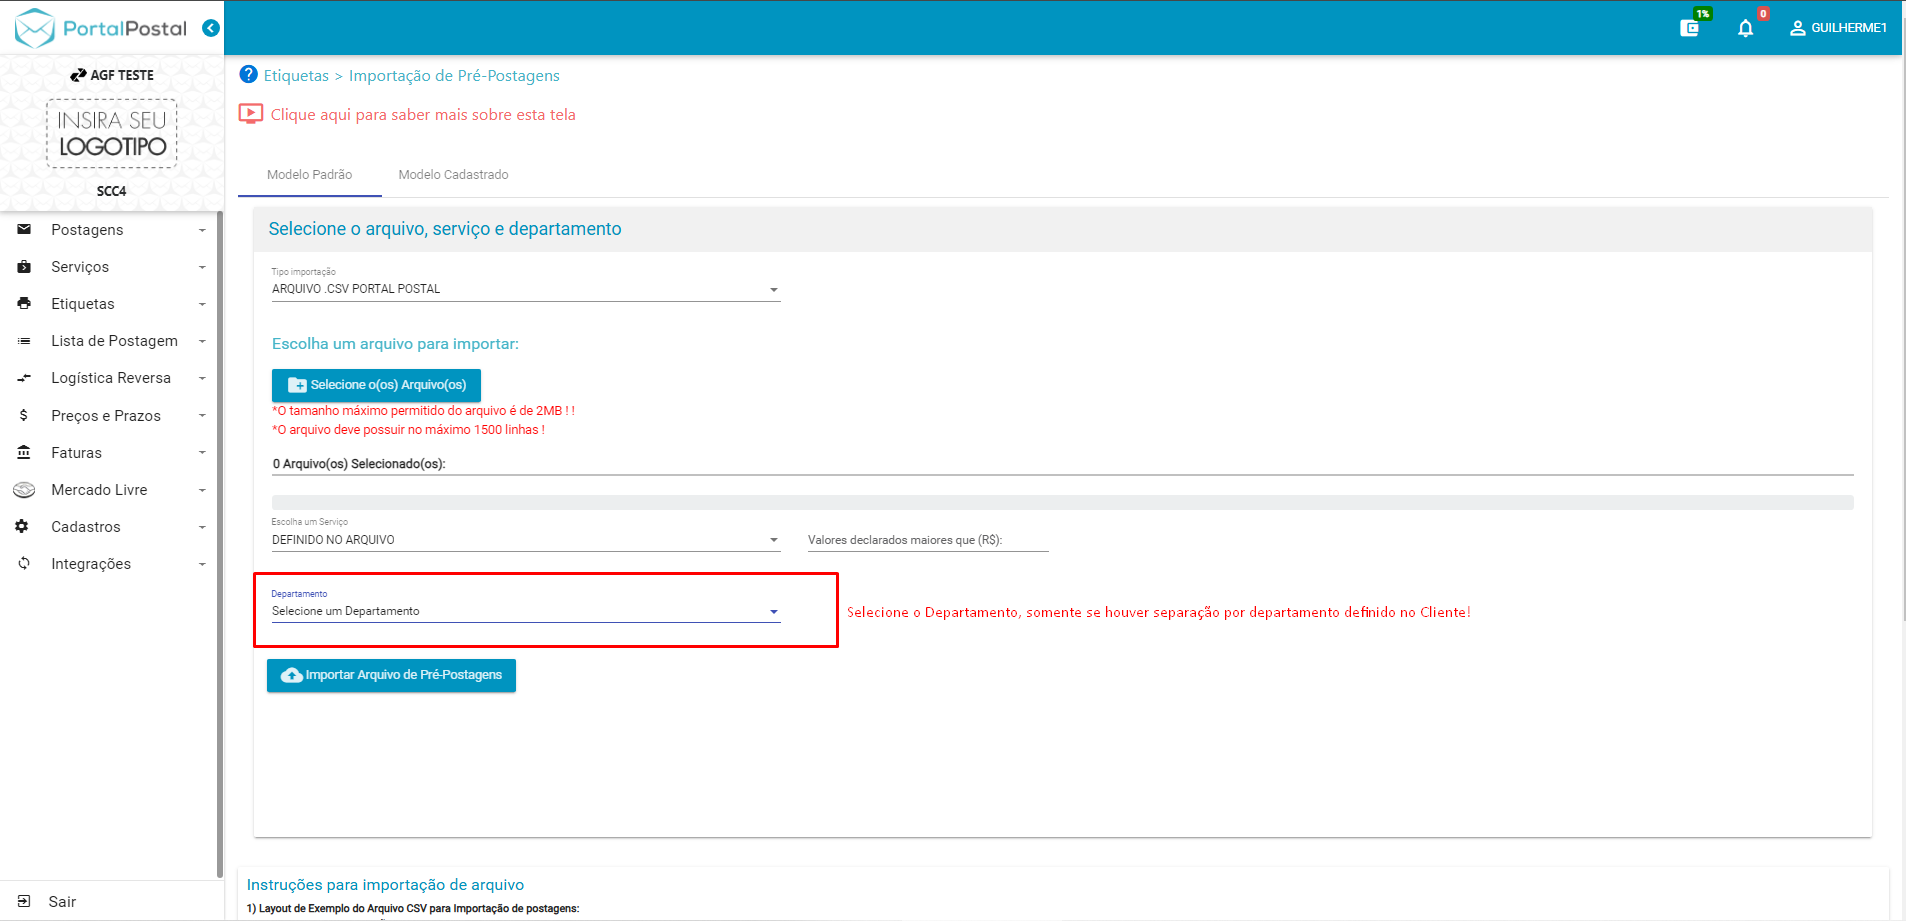 PortalPostal
1%
0
GUILHERME1
AGF TESTE
INSIRA SEU
LOGOTIPO
SCC4
Postagens
Serviços
Etiquetas
Lista de Postagem
Logística Reversa
Preços e Prazos
Faturas
Mercado Livre
Cadastros
Integrações
Sair
Etiquetas > Importação de Pré-Postagens
Clique aqui para saber mais sobre esta tela
Modelo Padrão
Modelo Cadastrado
Selecione o arquivo, serviço e departamento
Tipo importação
ARQUIVO .CSV PORTAL POSTAL
Escolha um arquivo para importar:
Selecione o(os) Arquivo(os)
*O tamanho máximo permitido do arquivo é de 2MB ! !
*O arquivo deve possuir no máximo 1500 linhas !
0 Arquivo(os) Selecionado(os):
Escolha um Serviço
DEFINIDO NO ARQUIVO
Valores declarados maiores que (R$):
Departamento
Selecione um Departamento
Selecione o Departamento, somente se houver separação por departamento definido no Cliente!
Importar Arquivo de Pré-Postagens
Instruções para importação de arquivo
1) Layout de Exemplo do Arquivo CSV para Importação de postagens: